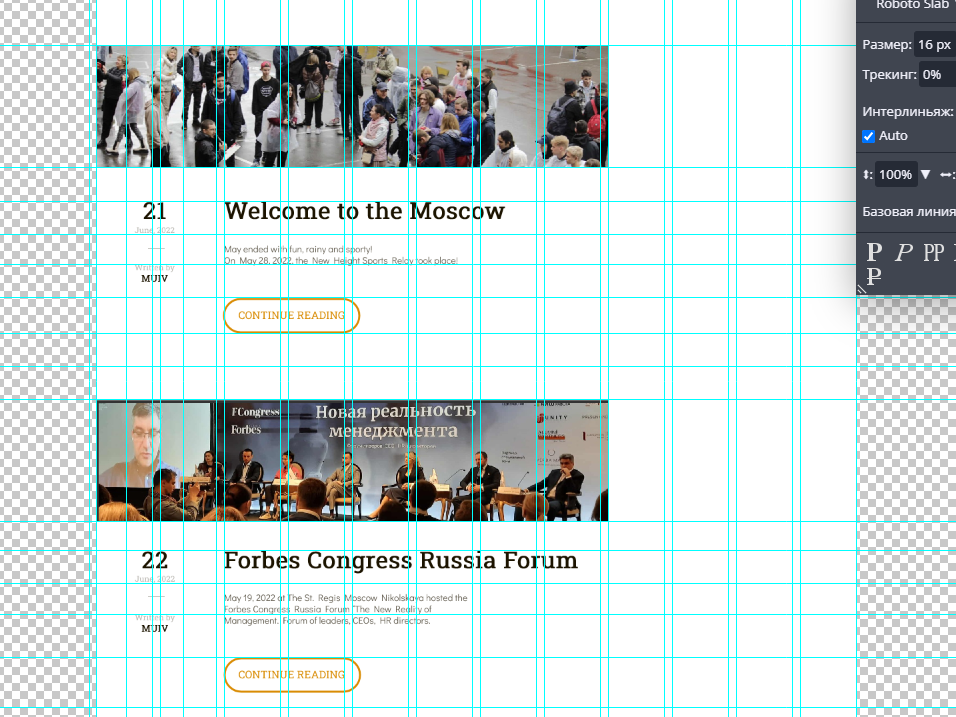 Roboto Slab
Размер: 16 px
Трекинг: 0%
Интерлиньяж:
Auto
100%
Базовая линия
P P PP
P
21
June, 2022
Written by
MUIV
Welcome to the Moscow
May ended with fun, rainy and sporty!
On May 28, 2022, the New Height Sports Relay took place!
CONTINUE READING
FCongress
Forbes
Новая реальность
менеджмента
UNITY
22
June, 2022
Written by
MUIV
Forbes Congress Russia Forum
May 19, 2022 at The St. Regis Moscow Nikolskaya hosted the
Forbes Congress Russia Forum "The New Reality of
Management. Forum of leaders, CEOs, HR directors.
CONTINUE READING